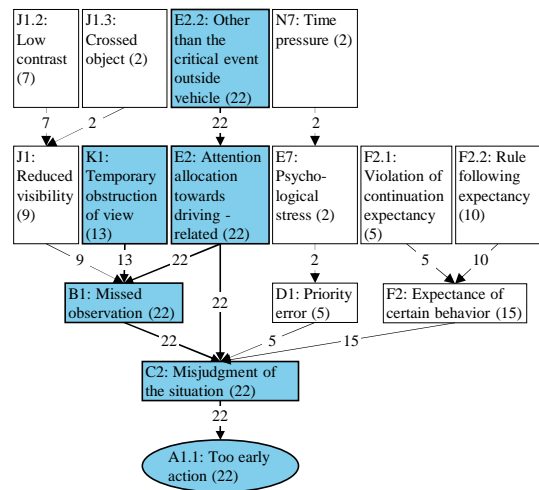 J1.2:
Low
contrast
(7)
J1.3:
Crossed
object (2)
E2.2: Other
than the
critical event
outside
vehicle (22)
N7: Time
pressure (2)
7
2
22
2
J1:
Reduced
visibility
(9)
K1:
Temporary
obstruction
of view
(13)
E2: Attention
allocation
towards
driving -
related (22)
E7:
Psycho-
logical
stress (2)
F2.1:
Violation of
continuation
expectancy
(5)
F2.2: Rule
following
expectancy
(10)
9
13
22
22
2
5
10
B1: Missed
observation (22)
D1: Priority
error (5)
F2: Expectance of
certain behavior (15)
22
5
15
C2: Misjudgment of
the situation (22)
22
A1.1: Too early
action (22)